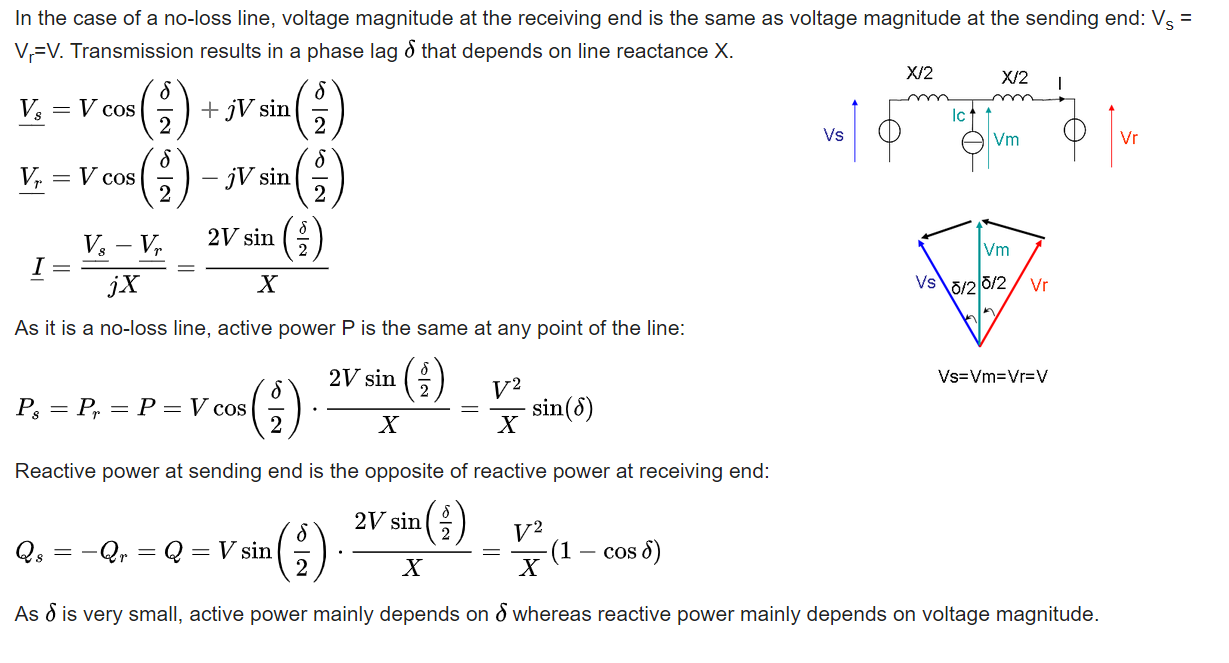 In the case of a no-loss line, voltage magnitude at the receiving end is the same as voltage magnitude at the sending end: Vₛ =
Vᵣ=V. Transmission results in a phase lag δ that depends on line reactance X.
V̲ₛ = V cos(δ/2) + jV sin(δ/2)
V̲ᵣ = V cos(δ/2) − jV sin(δ/2)
I̲ = (V̲ₛ − V̲ᵣ)/(jX) = (2V sin(δ/2))/X
As it is a no-loss line, active power P is the same at any point of the line:
Pₛ = Pᵣ = P = V cos(δ/2) · (2V sin(δ/2))/X = V²/X sin(δ)
Reactive power at sending end is the opposite of reactive power at receiving end:
Qₛ = −Qᵣ = Q = V sin(δ/2) · (2V sin(δ/2))/X = V²/X (1 − cos δ)
As δ is very small, active power mainly depends on δ whereas reactive power mainly depends on voltage magnitude.
X/2 X/2 I
Ic
Vs Vm Vr
Vm
Vs δ/2 δ/2 Vr
Vs=Vm=Vr=V